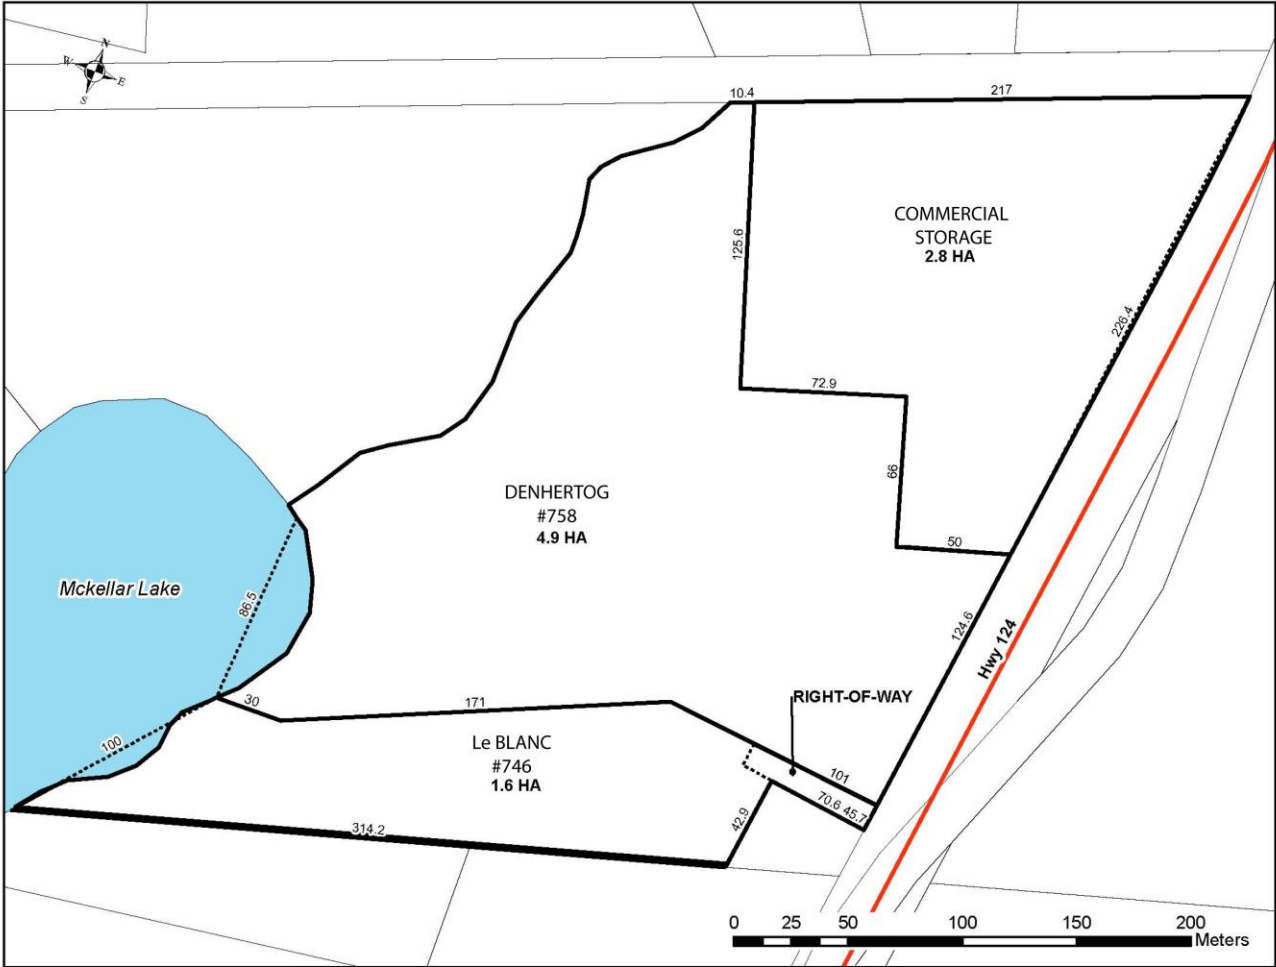 N
W
E
S
10.4
217
COMMERCIAL
STORAGE
2.8 HA
125.6
226.4
72.9
66
50
DENHERTOG
#758
4.9 HA
Mckellar Lake
86.5
124.6
Hwy 124
30
171
RIGHT-OF-WAY
100
Le BLANC
#746
1.6 HA
101
70.6 45.7
42.9
314.2
0 25 50 100 150 200
Meters